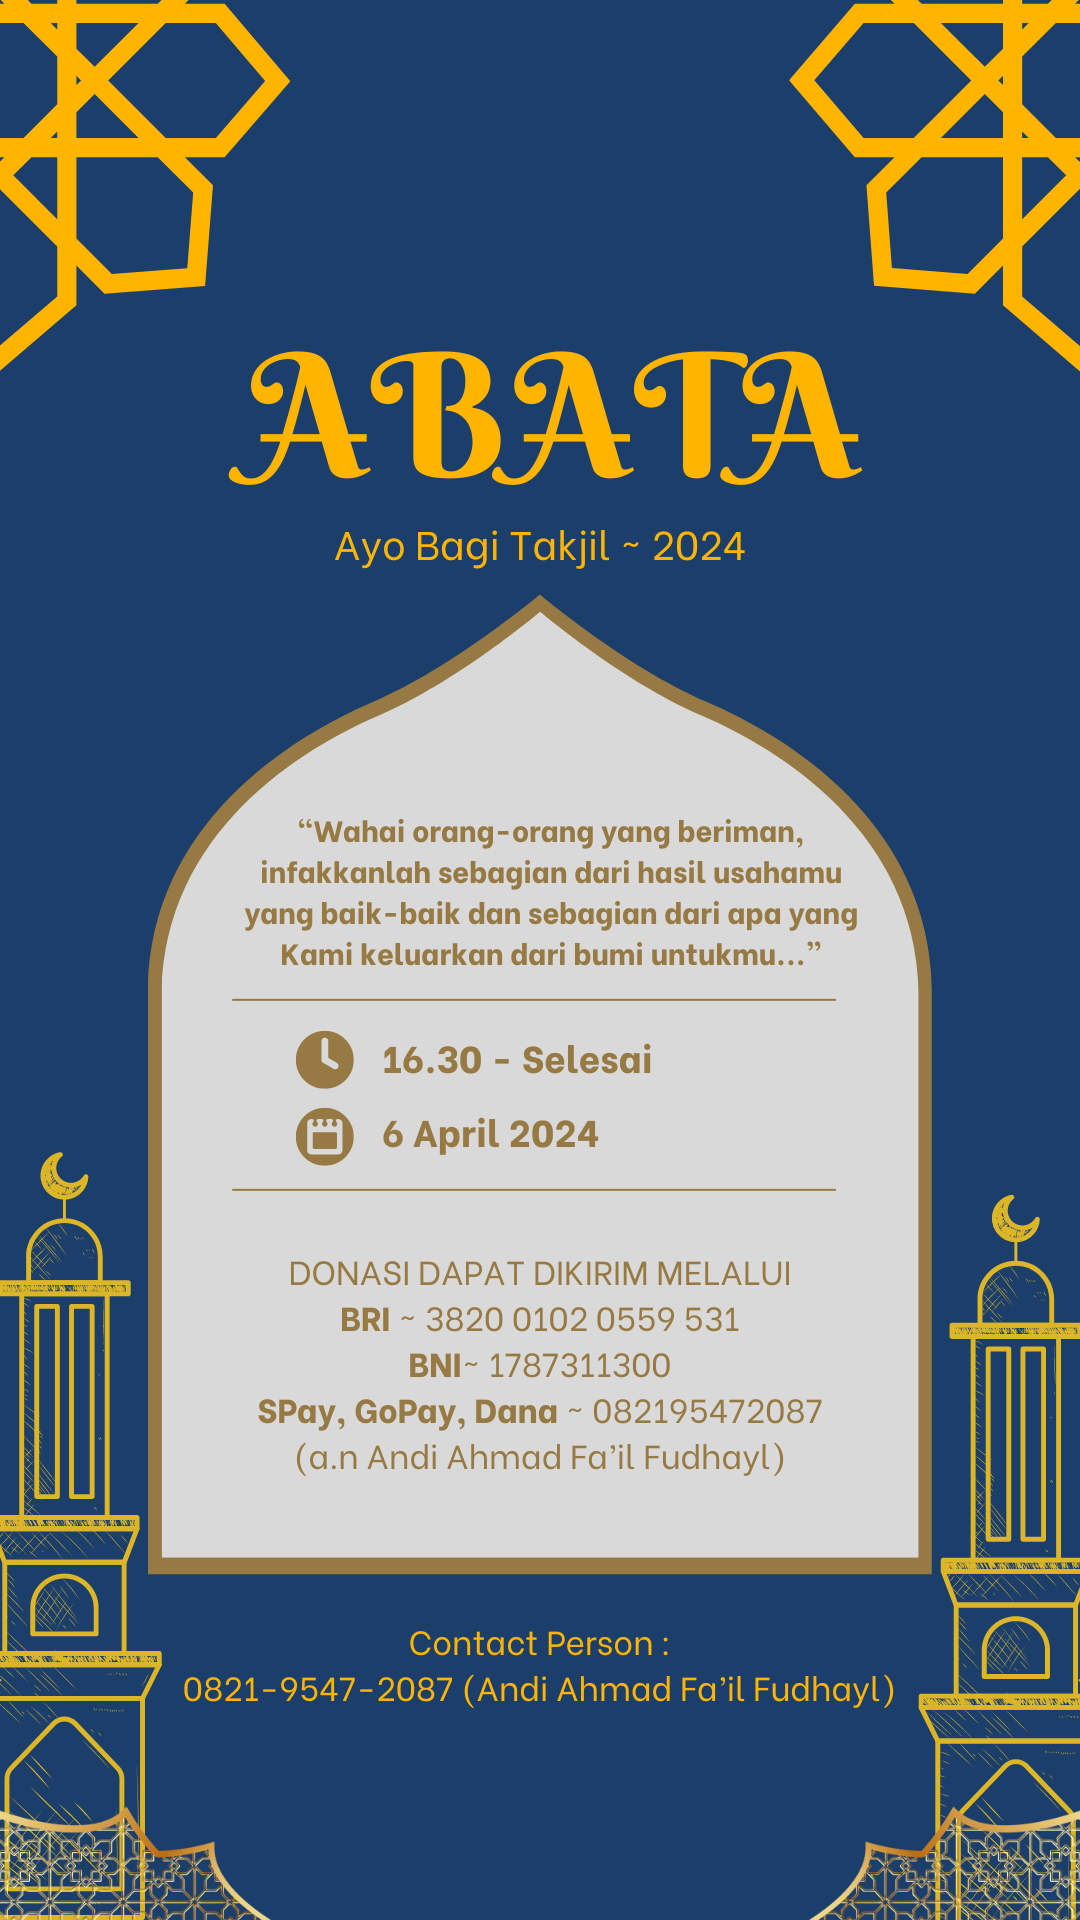 ABATA
Ayo Bagi Takjil ~ 2024
“Wahai orang-orang yang beriman,
infakkanlah sebagian dari hasil usahamu
yang baik-baik dan sebagian dari apa yang
Kami keluarkan dari bumi untukmu...”
16.30 - Selesai
6 April 2024
DONASI DAPAT DIKIRIM MELALUI
BRI ~ 3820 0102 0559 531
BNI~ 1787311300
SPay, GoPay, Dana ~ 082195472087
(a.n Andi Ahmad Fa’il Fudhayl)
Contact Person :
0821-9547-2087 (Andi Ahmad Fa’il Fudhayl)